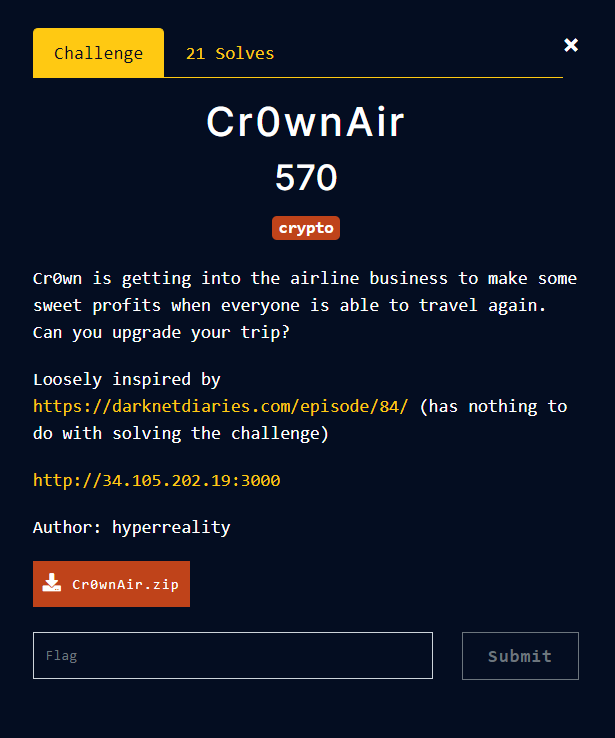 Challenge
21 Solves
×
Cr0wnAir
570
crypto
Cr0wn is getting into the airline business to make some
sweet profits when everyone is able to travel again.
Can you upgrade your trip?
Loosely inspired by
https://darknetdiaries.com/episode/84/ (has nothing to
do with solving the challenge)
http://34.105.202.19:3000
Author: hyperreality
Cr0wnAir.zip
Flag
Submit